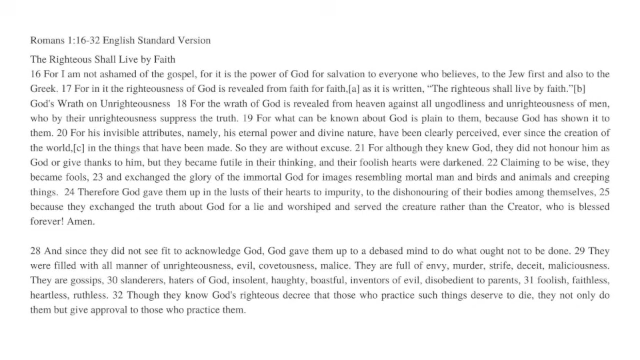 Romans 1:16-32 English Standard Version
The Righteous Shall Live by Faith
16 For I am not ashamed of the gospel, for it is the power of God for salvation to everyone who believes, to the Jew first and also to the
Greek. 17 For in it the righteousness of God is revealed from faith for faith,[a] as it is written, “The righteous shall live by faith.”[b]
God's Wrath on Unrighteousness  18 For the wrath of God is revealed from heaven against all ungodliness and unrighteousness of men,
who by their unrighteousness suppress the truth. 19 For what can be known about God is plain to them, because God has shown it to
them. 20 For his invisible attributes, namely, his eternal power and divine nature, have been clearly perceived, ever since the creation of
the world,[c] in the things that have been made. So they are without excuse. 21 For although they knew God, they did not honour him as
God or give thanks to him, but they became futile in their thinking, and their foolish hearts were darkened. 22 Claiming to be wise, they
became fools, 23 and exchanged the glory of the immortal God for images resembling mortal man and birds and animals and creeping
things.  24 Therefore God gave them up in the lusts of their hearts to impurity, to the dishonouring of their bodies among themselves, 25
because they exchanged the truth about God for a lie and worshiped and served the creature rather than the Creator, who is blessed
forever! Amen.
28 And since they did not see fit to acknowledge God, God gave them up to a debased mind to do what ought not to be done. 29 They
were filled with all manner of unrighteousness, evil, covetousness, malice. They are full of envy, murder, strife, deceit, maliciousness.
They are gossips, 30 slanderers, haters of God, insolent, haughty, boastful, inventors of evil, disobedient to parents, 31 foolish, faithless,
heartless, ruthless. 32 Though they know God's righteous decree that those who practice such things deserve to die, they not only do
them but give approval to those who practice them.